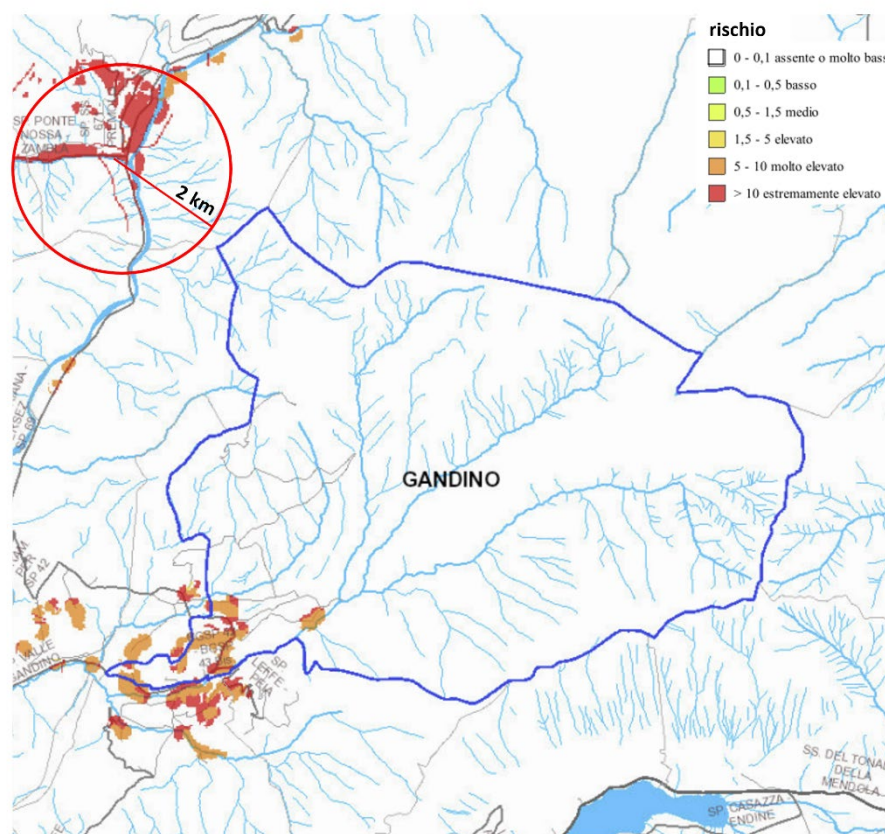 rischio
0 - 0,1 assente o molto bass
0,1 - 0,5 basso
0,5 - 1,5 medio
1,5 - 5 elevato
5 - 10 molto elevato
> 10 estremamente elevato
SP. PONTE
NOSSA
ZAMBLA
2 km
GANDINO
SP 42
VALLE
GANDINO
SP
LEFFE -
PEIA
SS. DEL TONAL
DELLA
MENDOLA -
SP. CASAZZA -
ENDINE